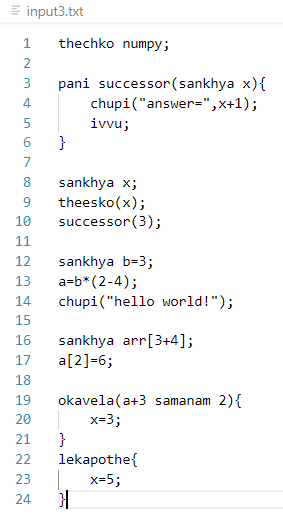 input3.txt
1 thechko numpy;
2
3 pani successor(sankhya x){
4     chupi("answer=",x+1);
5     ivvu;
6 }
7
8 sankhya x;
9 theesko(x);
10 successor(3);
11
12 sankhya b=3;
13 a=b*(2-4);
14 chupi("hello world!");
15
16 sankhya arr[3+4];
17 a[2]=6;
18
19 okavela(a+3 samanam 2){
20     x=3;
21 }
22 lekapothe{
23     x=5;
24 }